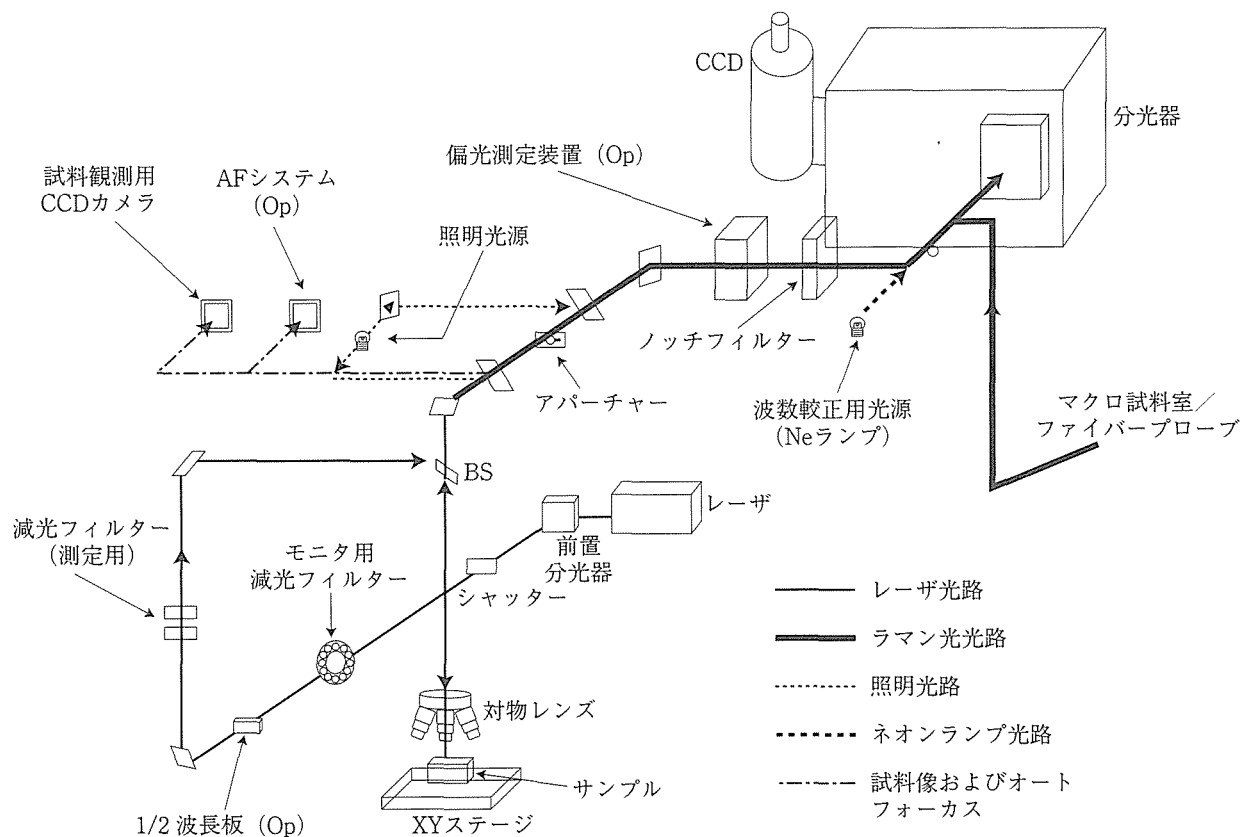 CCD
分光器
偏光測定装置（Op）
試料観測用
CCDカメラ
AFシステム
（Op）
照明光源
ノッチフィルター
アパーチャー
波数較正用光源
（Neランプ）
マクロ試料室／
ファイバープローブ
BS
レーザ
前置
分光器
減光フィルター
（測定用）
モニタ用
減光フィルター
シャッター
対物レンズ
サンプル
XYステージ
1/2 波長板（Op）
レーザ光路
ラマン光光路
照明光路
ネオンランプ光路
試料像およびオート
フォーカス